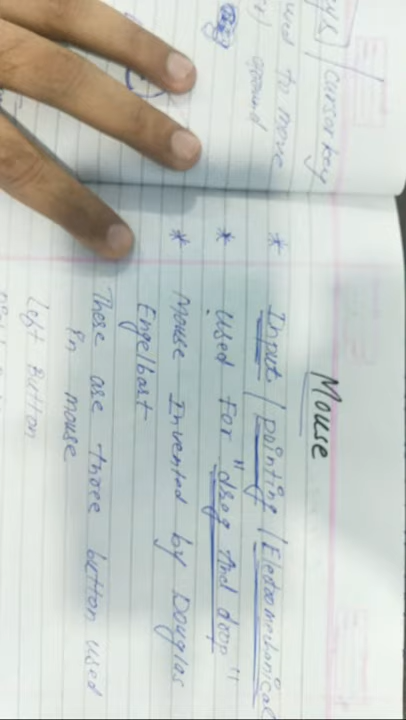 cursor key
used to move
around
Mouse
* Input / pointing / Electromechanical
* Used For "drag And drop"
* Mouse Invented by Douglas
Engelbart
These are three button used
in mouse
Left Button